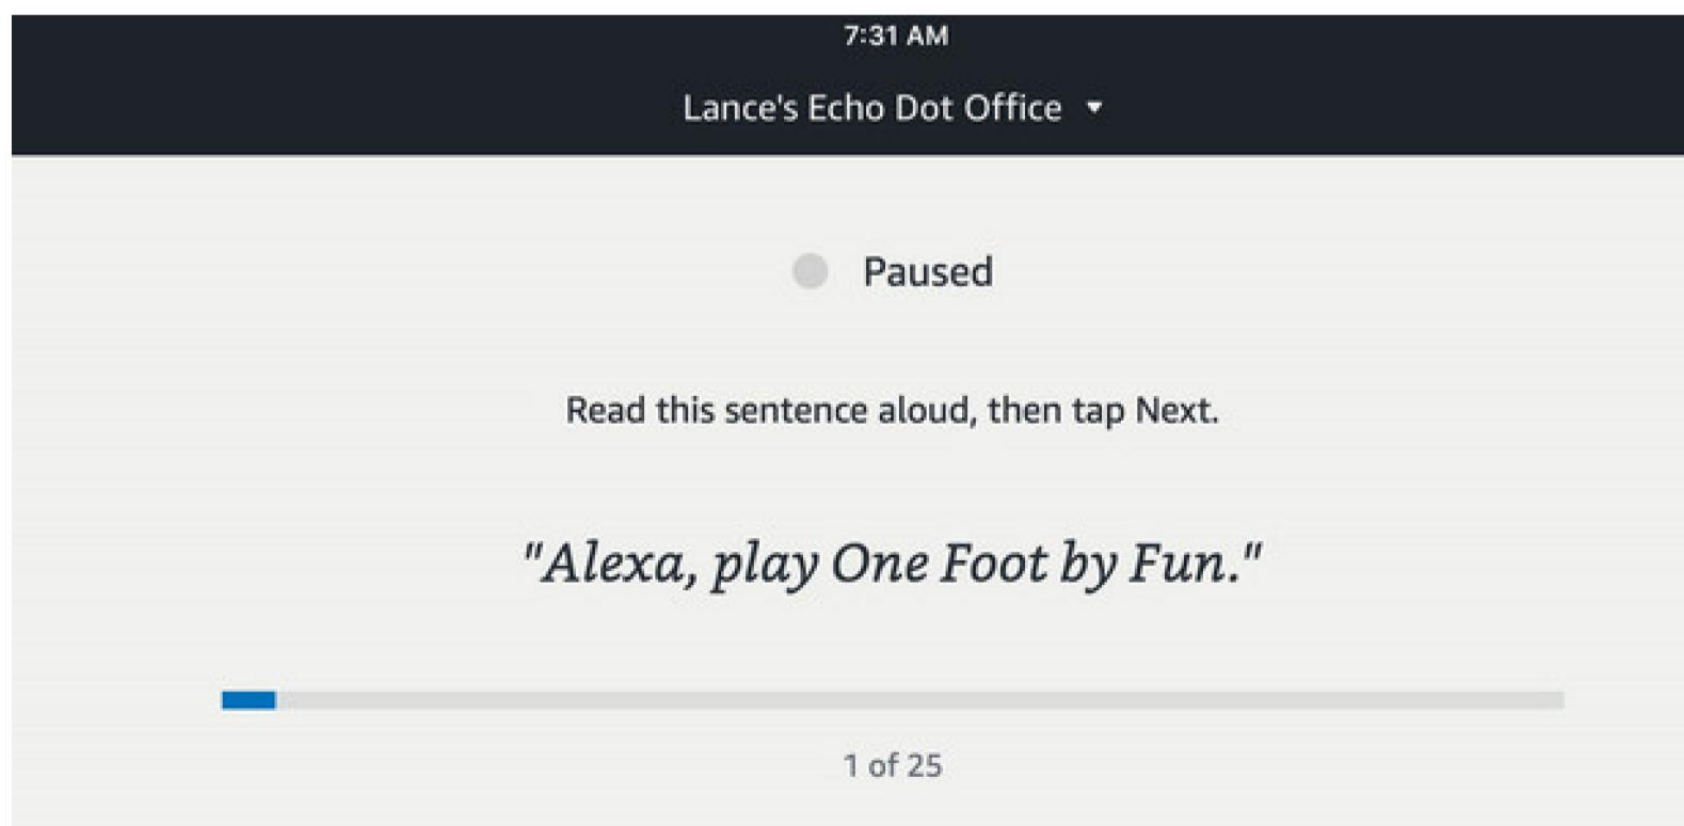 7:31 AM
Lance's Echo Dot Office
Paused
Read this sentence aloud, then tap Next.
"Alexa, play One Foot by Fun."
1 of 25